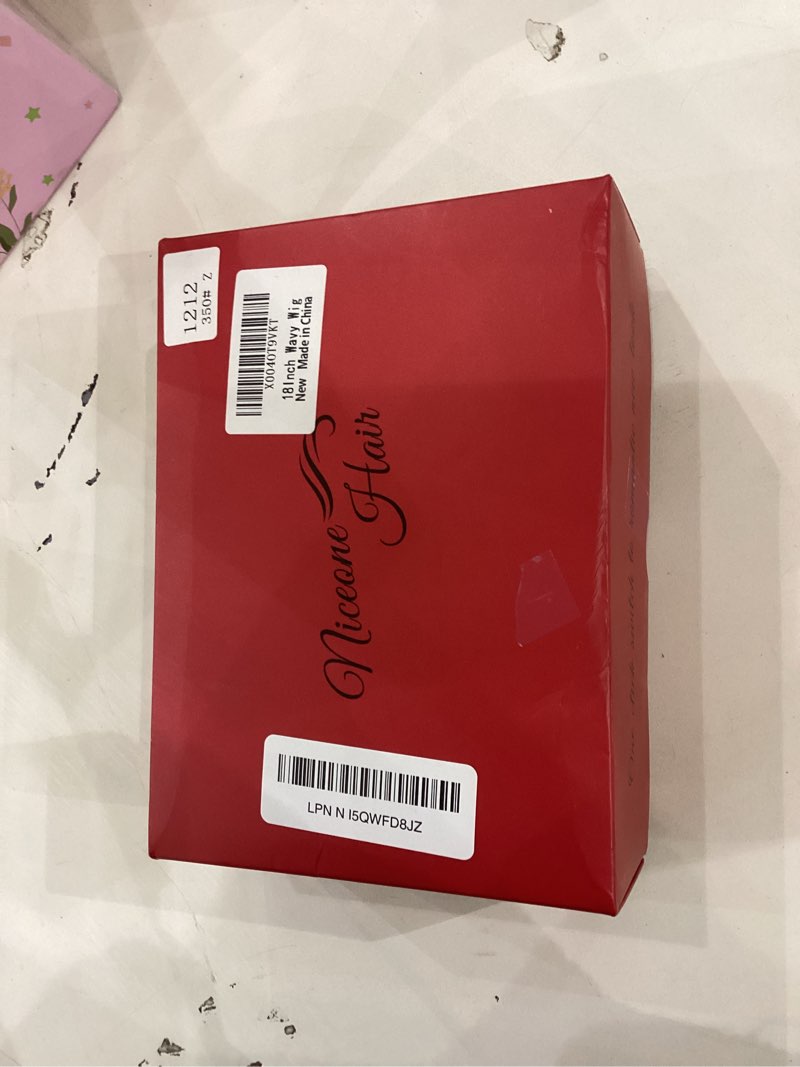 1212
350# Z
X0040T9VKT
18Inch Wavy Wig
New Made in China
Niceone
Hair
LPN N I5QWFD8JZ